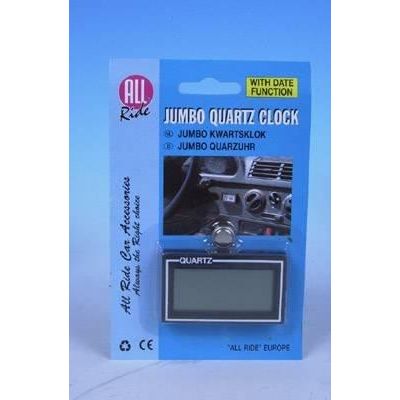 ALL
Ride
WITH DATE
FUNCTION
JUMBO QUARTZ CLOCK
NL JUMBO KWARTSKLOK
D JUMBO QUARZUHR
All Ride Car Accessories
Always the Right choice
QUARTZ
CE
"ALL RIDE" EUROPE